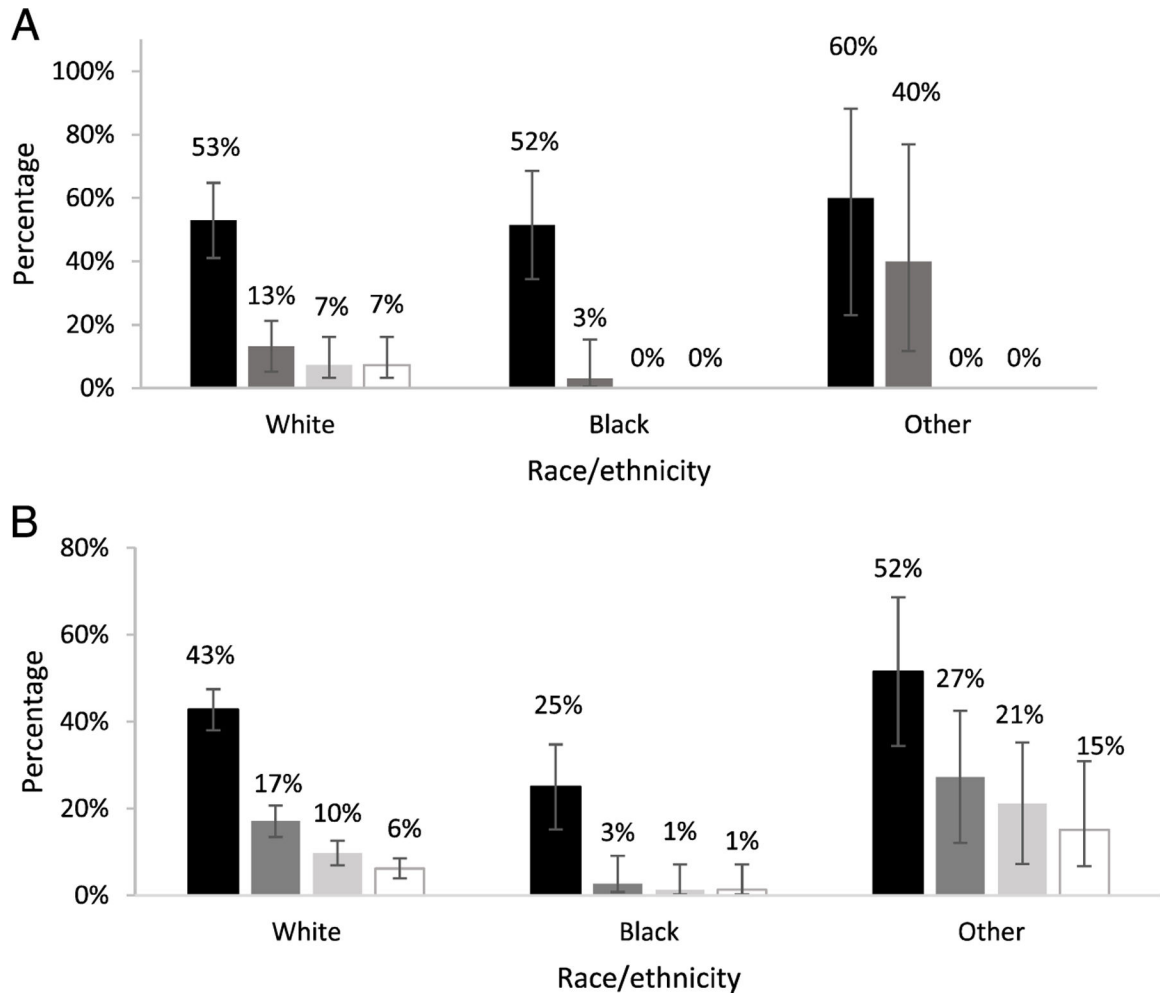 A
Percentage
100%
80%
60%
40%
20%
0%
53%
13%
7%
7%
52%
3%
0%
0%
60%
40%
0%
0%
White
Black
Other
Race/ethnicity
B
Percentage
80%
60%
40%
20%
0%
43%
17%
10%
6%
25%
3%
1%
1%
52%
27%
21%
15%
White
Black
Other
Race/ethnicity